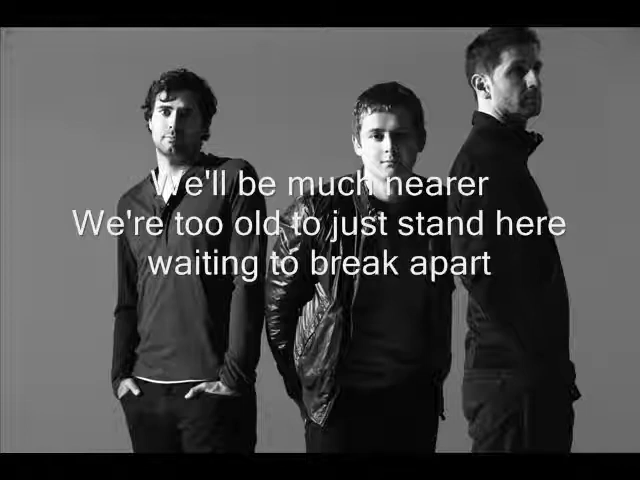 We'll be much nearer
We're too old to just stand here
waiting to break apart